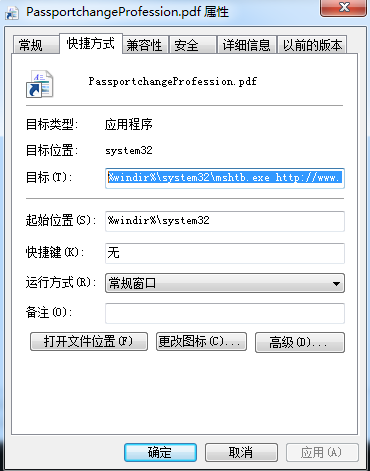 PassportchangeProfession.pdf 属性
常规 快捷方式 兼容性 安全 详细信息 以前的版本
PassportchangeProfession.pdf
目标类型: 应用程序
目标位置: system32
目标(T): %windir%\system32\mshtb.exe http://www.
起始位置(S): %windir%\system32
快捷键(K): 无
运行方式(R): 常规窗口
备注(O):
打开文件位置(F) 更改图标(C)... 高级(D)...
确定 取消 应用(A)